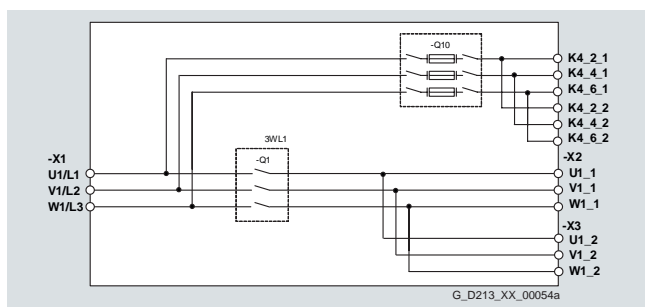 -Q10
K4_2_1
K4_4_1
K4_6_1
K4_2_2
K4_4_2
K4_6_2
3WL1
-X1
-Q1
-X2
U1/L1
U1_1
V1/L2
V1_1
W1/L3
W1_1
-X3
U1_2
V1_2
W1_2
G_D213_XX_00054a